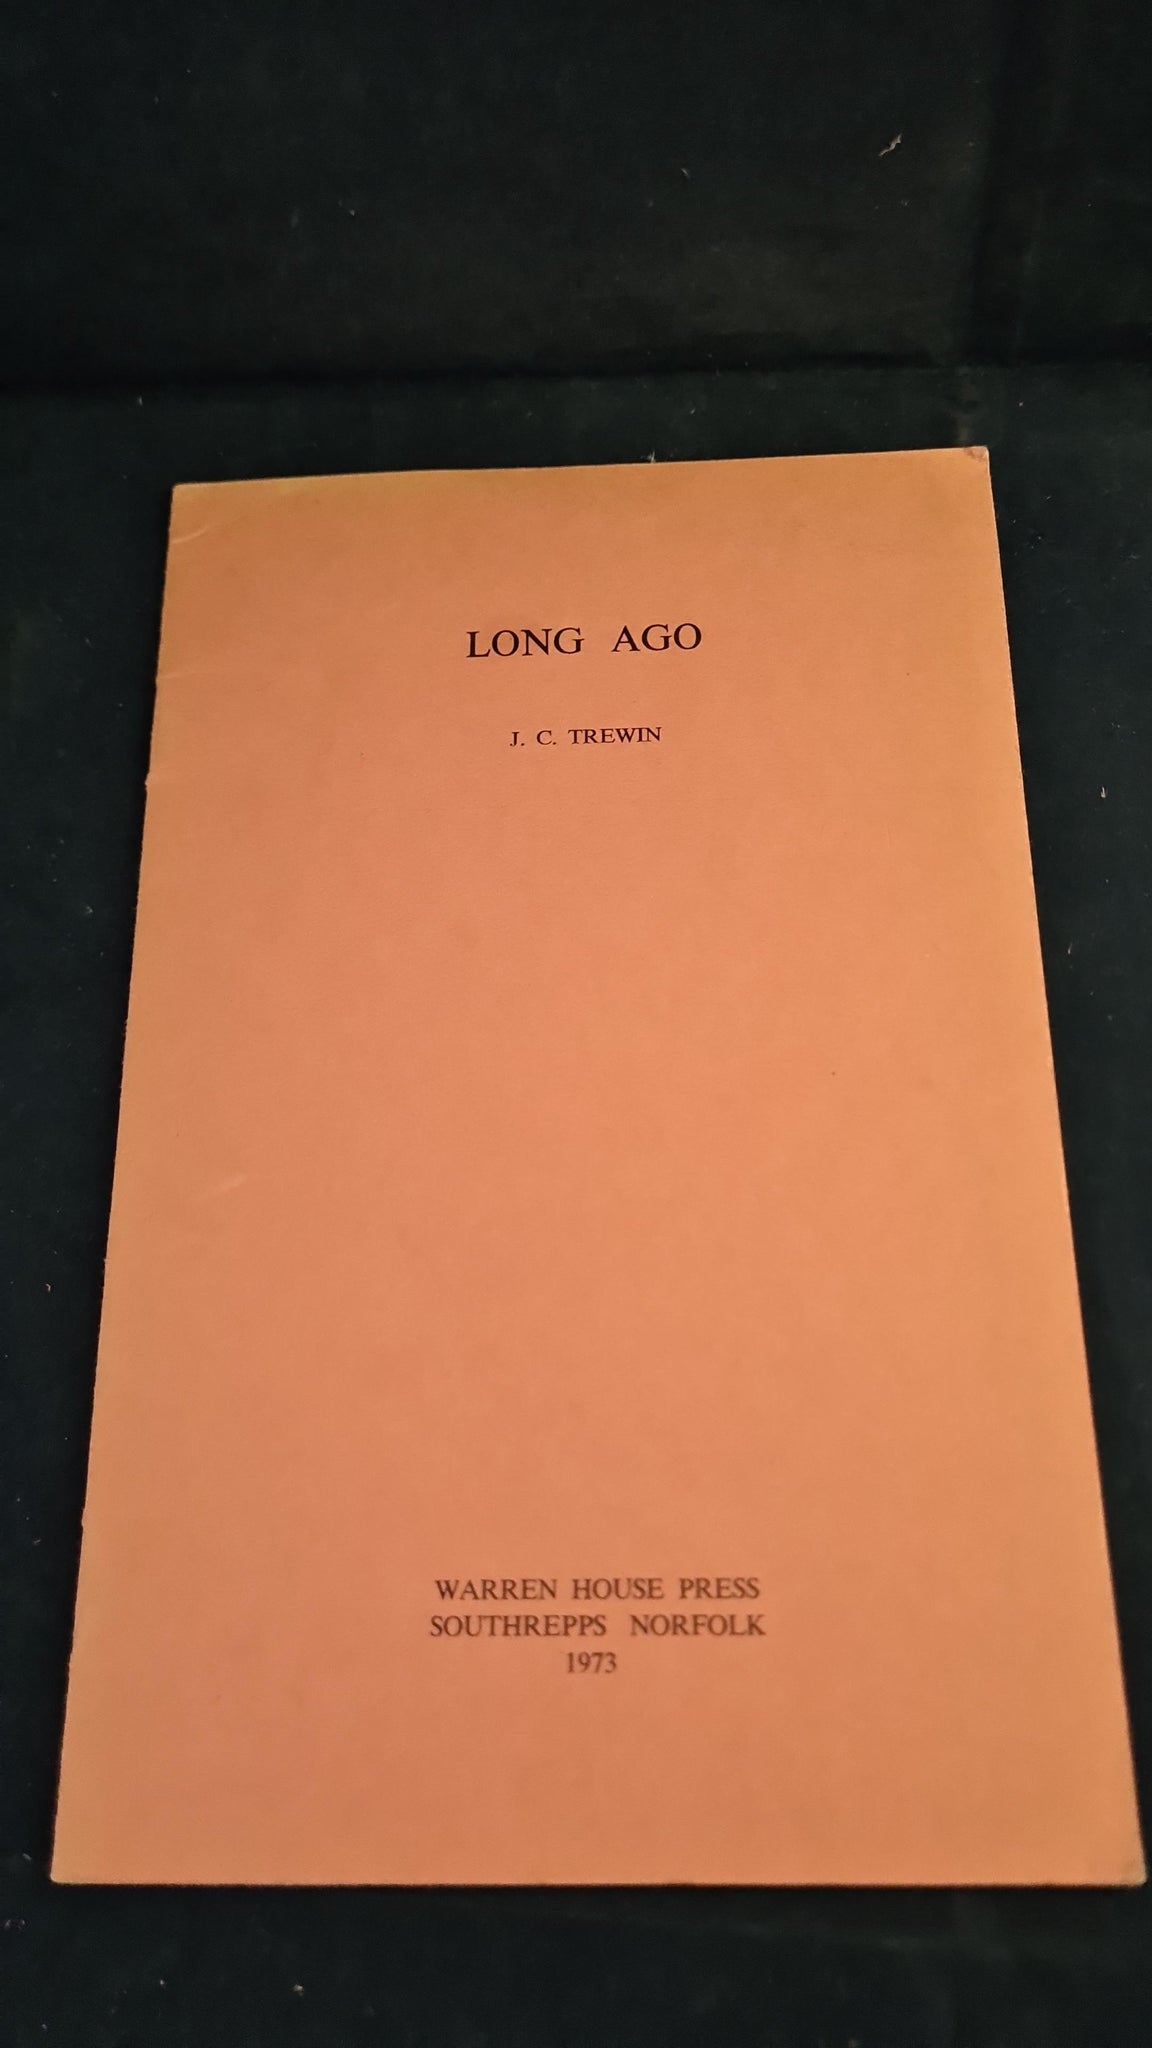 LONG AGO
J. C. TREWIN
WARREN HOUSE PRESS
SOUTHREPPS NORFOLK
1973